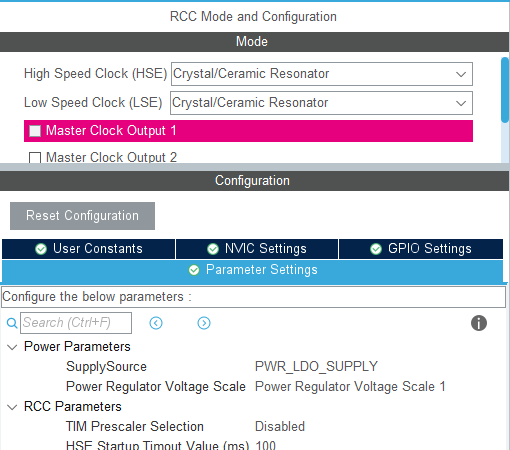 RCC Mode and Configuration
Mode
High Speed Clock (HSE) Crystal/Ceramic Resonator
Low Speed Clock (LSE) Crystal/Ceramic Resonator
Master Clock Output 1
Master Clock Output 2
Configuration
Reset Configuration
User Constants NVIC Settings GPIO Settings
Parameter Settings
Configure the below parameters :
Search (Ctrl+F)
Power Parameters
SupplySource PWR_LDO_SUPPLY
Power Regulator Voltage Scale Power Regulator Voltage Scale 1
RCC Parameters
TIM Prescaler Selection Disabled
HSE Startup Timout Value (ms) 100